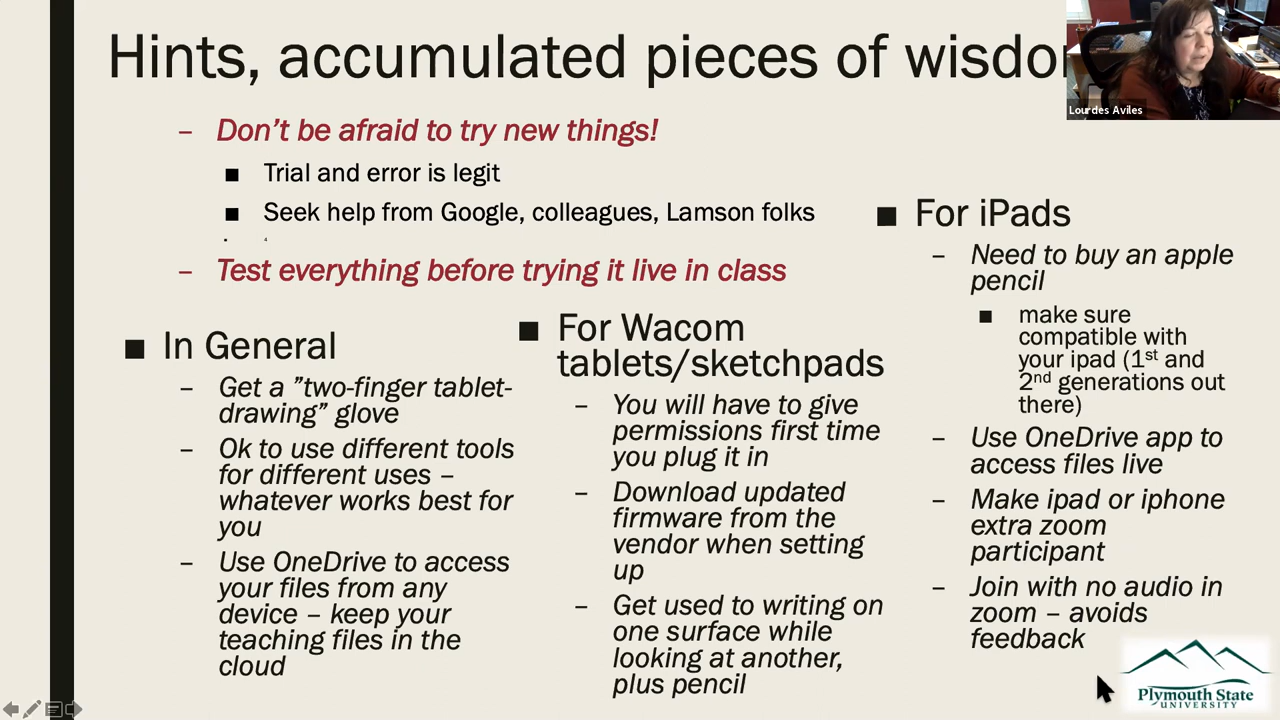 Hints, accumulated pieces of wisdo
Lourdes Aviles
– Don’t be afraid to try new things!
■ Trial and error is legit
■ Seek help from Google, colleagues, Lamson folks
– Test everything before trying it live in class
■ In General
– Get a ”two-finger tablet-
drawing” glove
– Ok to use different tools
for different uses –
whatever works best for
you
– Use OneDrive to access
your files from any
device – keep your
teaching files in the
cloud
■ For Wacom
tablets/sketchpads
– You will have to give
permissions first time
you plug it in
– Download updated
firmware from the
vendor when setting
up
– Get used to writing on
one surface while
looking at another,
plus pencil
■ For iPads
– Need to buy an apple
pencil
■ make sure
compatible with
your ipad (1st and
2nd generations out
there)
– Use OneDrive app to
access files live
– Make ipad or iphone
extra zoom
participant
– Join with no audio in
zoom – avoids
feedback
Plymouth State
UNIVERSITY